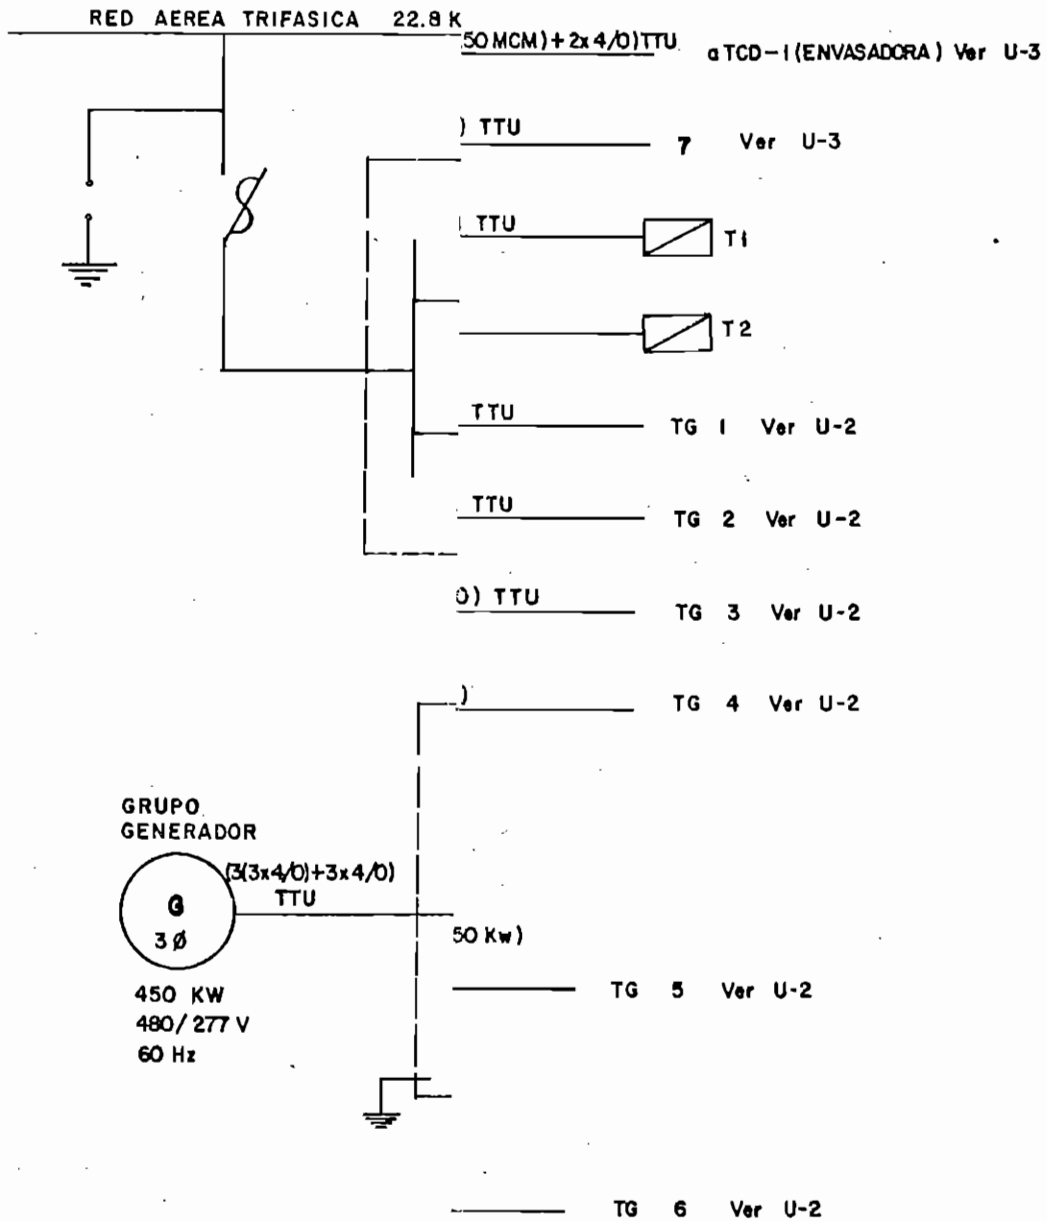 RED AEREA TRIFASICA 22.8 K
50 MCM) + 2x 4/0) TTU
a TCD-1 (ENVASADORA) Ver U-3
) TTU
7 Ver U-3
TTU
T1
T2
TTU
TG 1 Ver U-2
TTU
TG 2 Ver U-2
0) TTU
TG 3 Ver U-2
)
TG 4 Ver U-2
GRUPO
GENERADOR
(3(3x4/0)+3x4/0)
TTU
G
3Ø
50 Kw)
450 KW
480/277 V
60 Hz
TG 5 Ver U-2
TG 6 Ver U-2